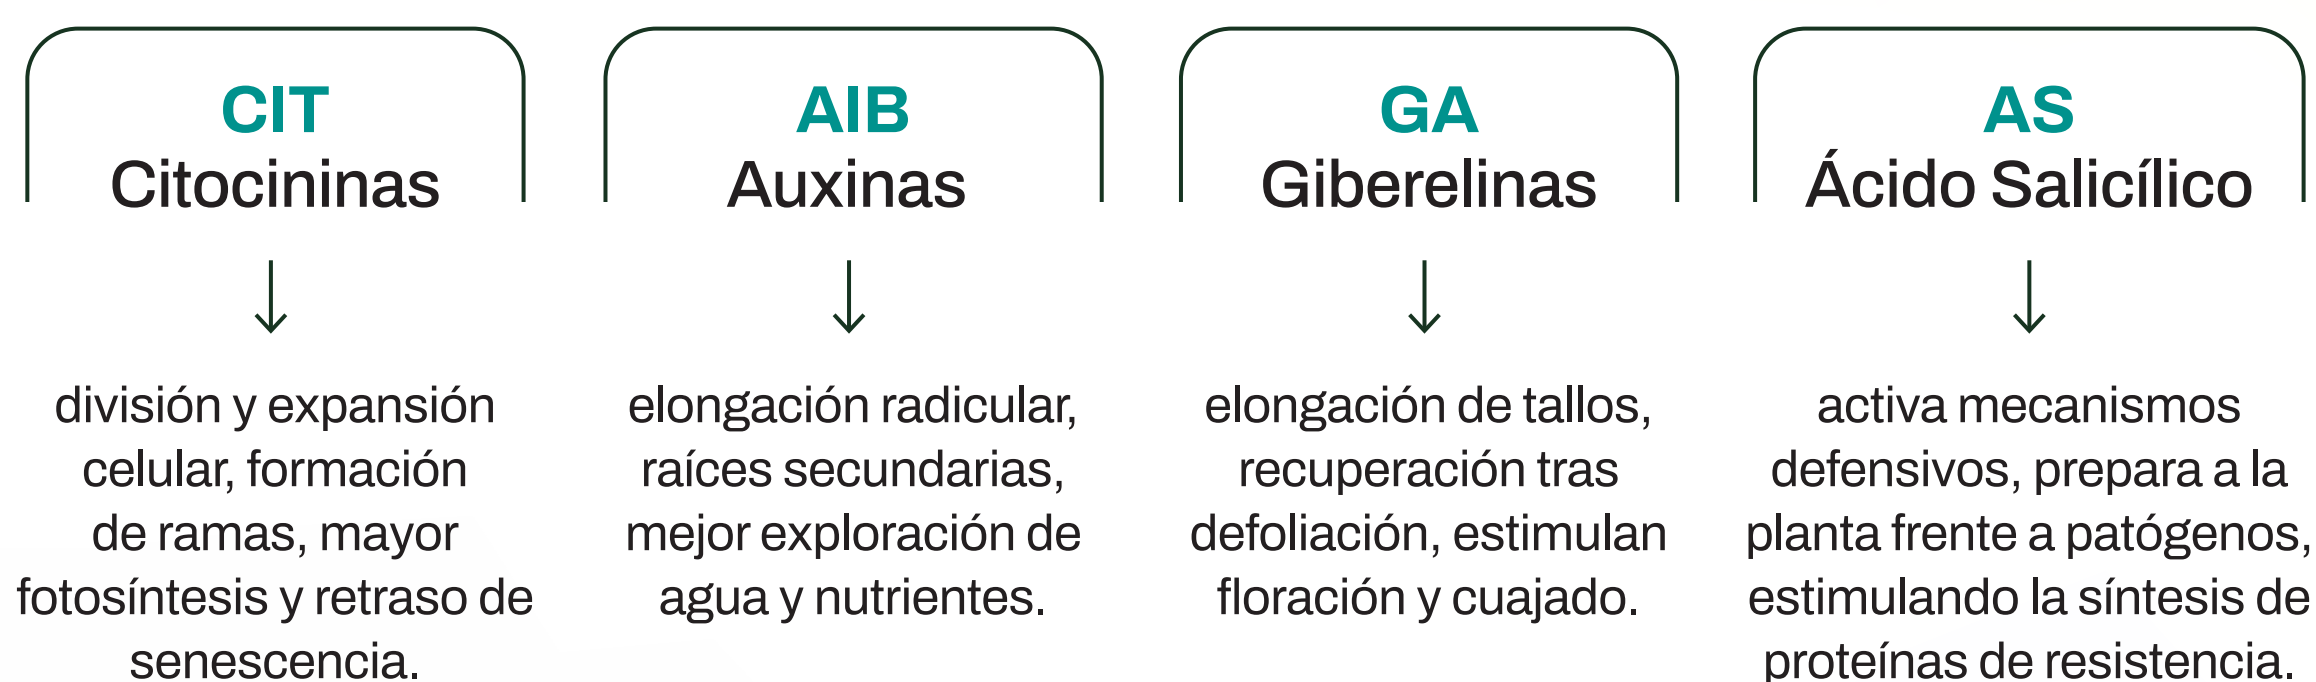 CIT
Citocininas
división y expansión
celular, formación
de ramas, mayor
fotosíntesis y retraso de
senescencia.
AIB
Auxinas
elongación radicular,
raíces secundarias,
mejor exploración de
agua y nutrientes.
GA
Giberelinas
elongación de tallos,
recuperación tras
defoliación, estimulan
floración y cuajado.
AS
Ácido Salicílico
activa mecanismos
defensivos, prepara a la
planta frente a patógenos,
estimulando la síntesis de
proteínas de resistencia.